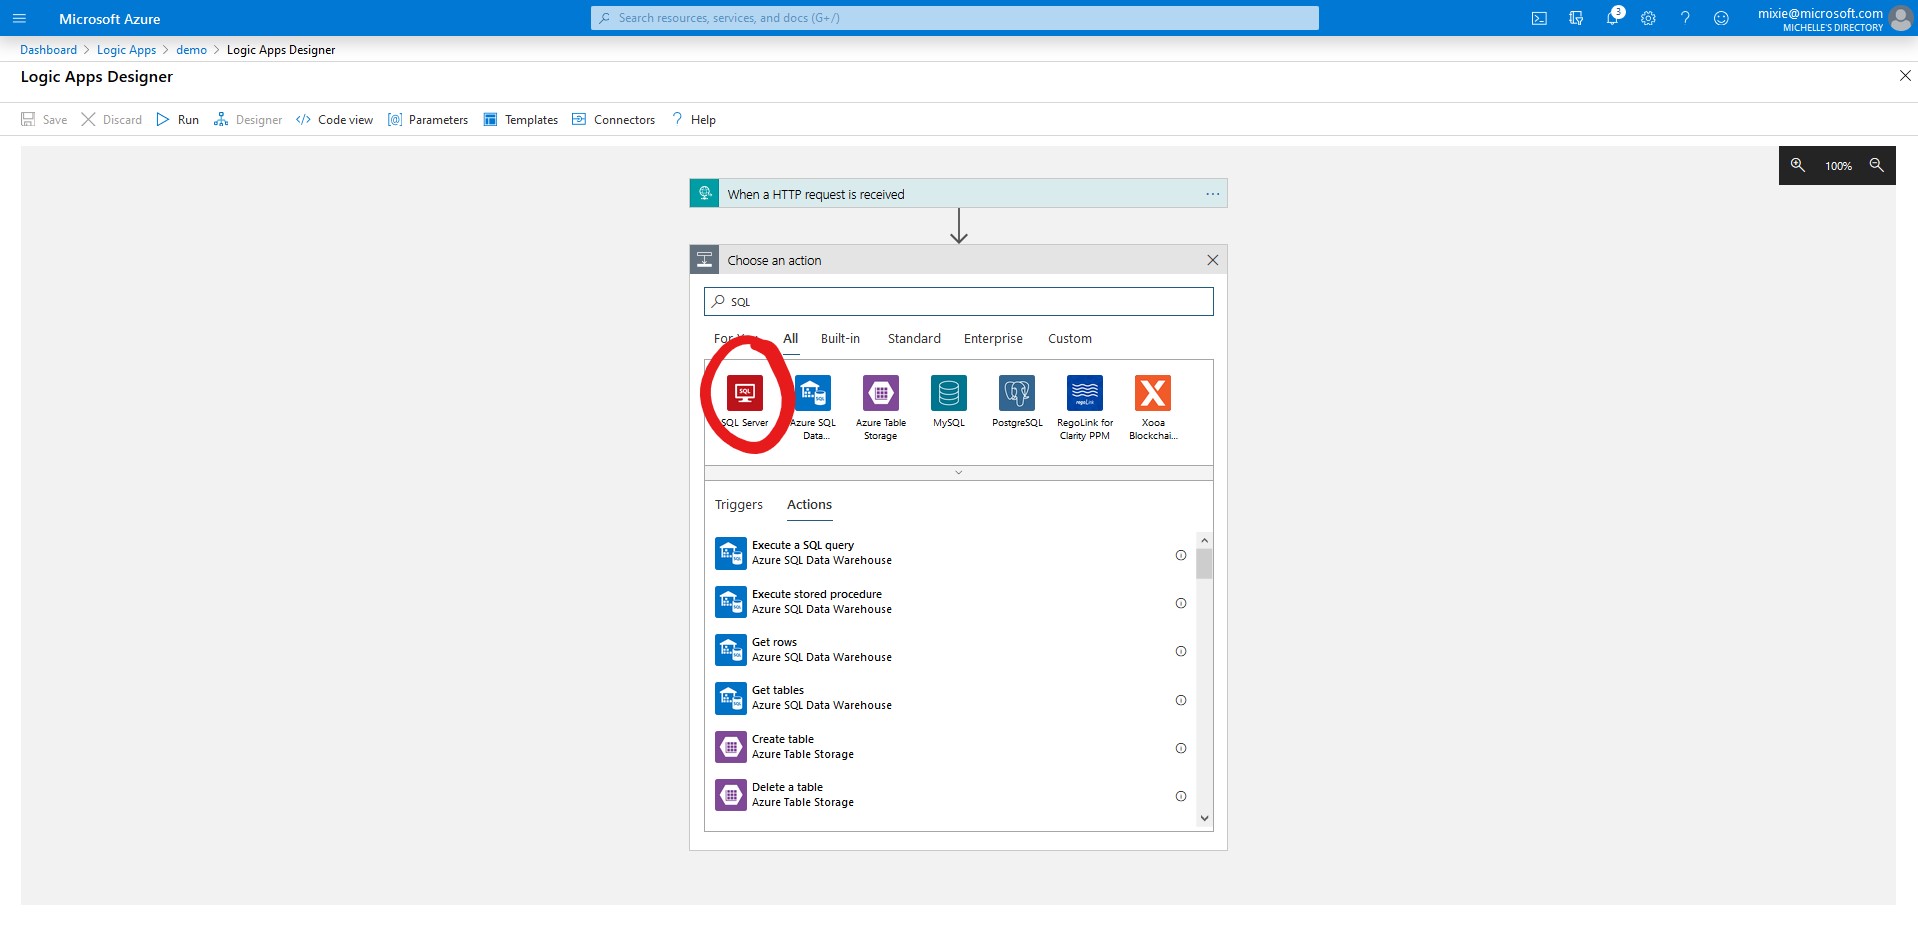 Microsoft Azure
Search resources, services, and docs (G+/)
3
mixie@microsoft.com
MICHELLE'S DIRECTORY
Dashboard > Logic Apps > demo > Logic Apps Designer
Logic Apps Designer
Save Discard Run Designer </> Code view [@] Parameters Templates Connectors ? Help
100%
When a HTTP request is received ...
Choose an action
SQL
For All Built-in Standard Enterprise Custom
SQL
SQL Server
Azure SQL
Data...
Azure Table
Storage
MySQL
PostgreSQL
regoLink
RegoLink for
Clarity PPM
Xooa
Blockchai...
Triggers Actions
Execute a SQL query
Azure SQL Data Warehouse
Execute stored procedure
Azure SQL Data Warehouse
Get rows
Azure SQL Data Warehouse
Get tables
Azure SQL Data Warehouse
Create table
Azure Table Storage
Delete a table
Azure Table Storage